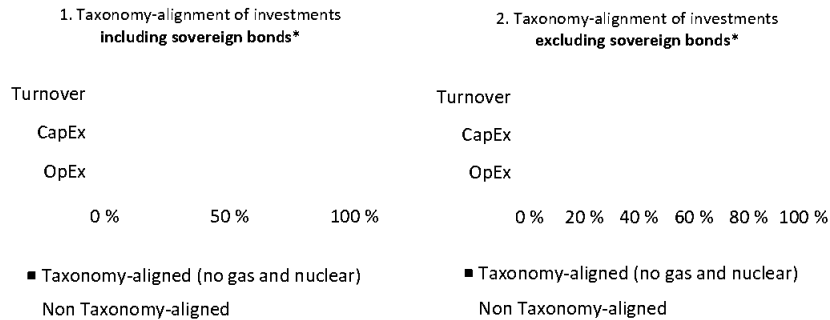 1. Taxonomy-alignment of investments
including sovereign bonds*
Turnover
CapEx
OpEx
0 % 50 % 100 %
■ Taxonomy-aligned (no gas and nuclear)
Non Taxonomy-aligned
2. Taxonomy-alignment of investments
excluding sovereign bonds*
Turnover
CapEx
OpEx
0 % 20 % 40 % 60 % 80 % 100 %
■ Taxonomy-aligned (no gas and nuclear)
Non Taxonomy-aligned